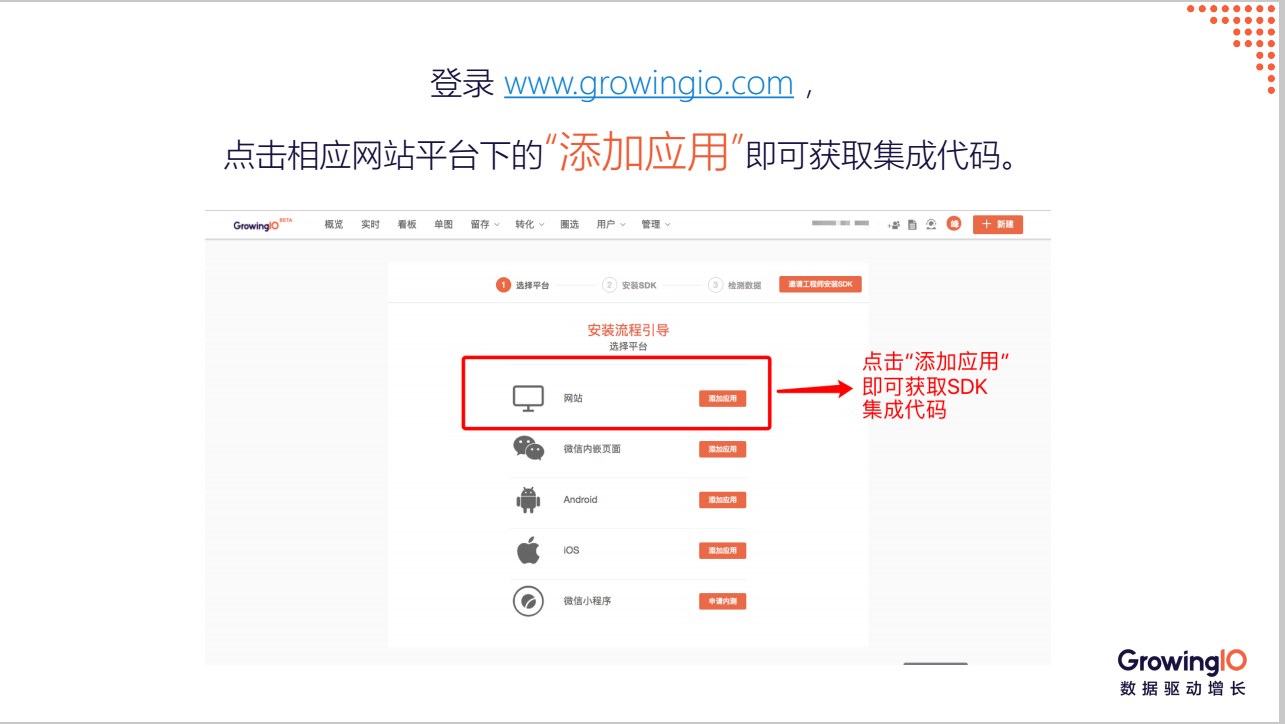 登录 www.growingio.com，
点击相应网站平台下的“添加应用”即可获取集成代码。
GrowingIO BETA 概览 实时 看板 单图 留存 转化 圈选 用户 管理 峰 + 新建
1 选择平台 2 安装SDK 3 检测数据 邀请工程师安装SDK
安装流程引导
选择平台
网站 添加应用
点击“添加应用”
即可获取SDK
集成代码
微信内嵌页面 添加应用
Android 添加应用
iOS 添加应用
微信小程序 申请内测
GrowingIO
数据驱动增长